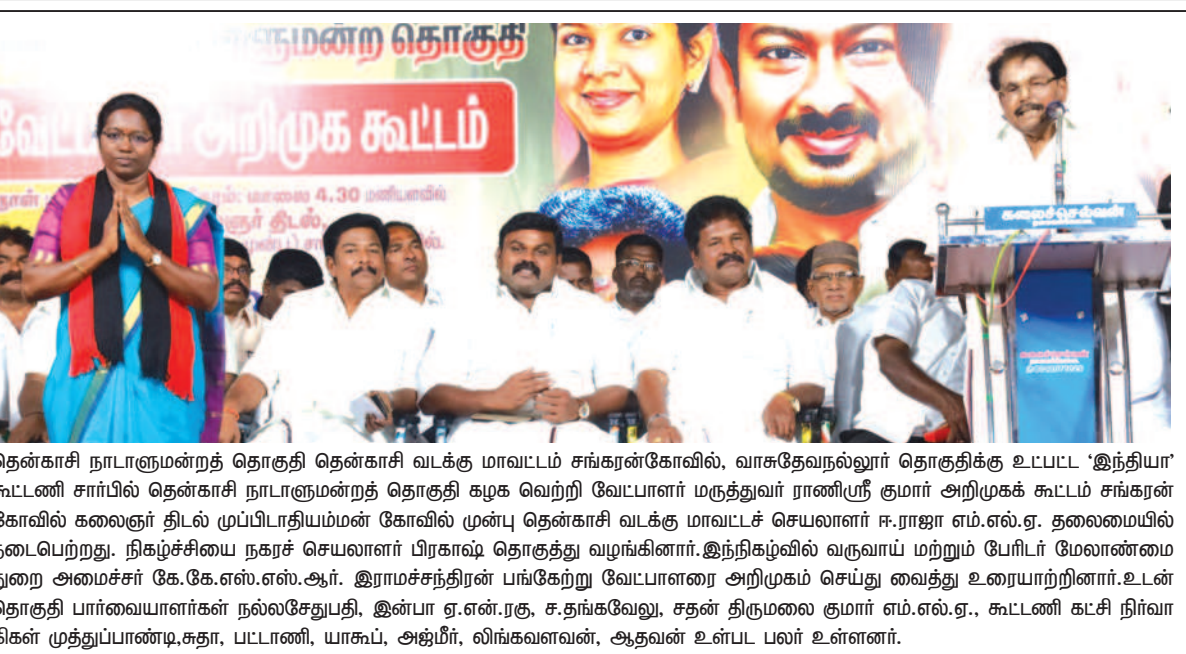 தொகுதி
அறிமுக கூட்டம்
மாலை 4.30 மணியளவில்
திடல்,
கலைச்செல்வன்
தென்காசி நாடாளுமன்றத் தொகுதி தென்காசி வடக்கு மாவட்டம் சங்கரன்கோவில், வாசுதேவநல்லூர் தொகுதிக்கு உட்பட்ட ‘இந்தியா’
கூட்டணி சார்பில் தென்காசி நாடாளுமன்றத் தொகுதி கழக வெற்றி வேட்பாளர் மருத்துவர் ராணிஸ்ரீ குமார் அறிமுகக் கூட்டம் சங்கரன்
கோவில் கலைஞர் திடல் முப்பிடாதியம்மன் கோவில் முன்பு தென்காசி வடக்கு மாவட்டச் செயலாளர் ஈ.ராஜா எம்.எல்.ஏ. தலைமையில்
நடைபெற்றது. நிகழ்ச்சியை நகரச் செயலாளர் பிரகாஷ் தொகுத்து வழங்கினார்.இந்நிகழ்வில் வருவாய் மற்றும் பேரிடர் மேலாண்மை
துறை அமைச்சர் கே.கே.எஸ்.எஸ்.ஆர். இராமச்சந்திரன் பங்கேற்று வேட்பாளரை அறிமுகம் செய்து வைத்து உரையாற்றினார்.உடன்
தொகுதி பார்வையாளர்கள் நல்லசேதுபதி, இன்பா ஏ.என்.ரகு, ச.தங்கவேலு, சதன் திருமலை குமார் எம்.எல்.ஏ., கூட்டணி கட்சி நிர்வா
கிகள் முத்துப்பாண்டி,சுதா, பட்டாணி, யாகூப், அஜ்மீர், லிங்கவளவன், ஆதவன் உள்பட பலர் உள்ளனர்.